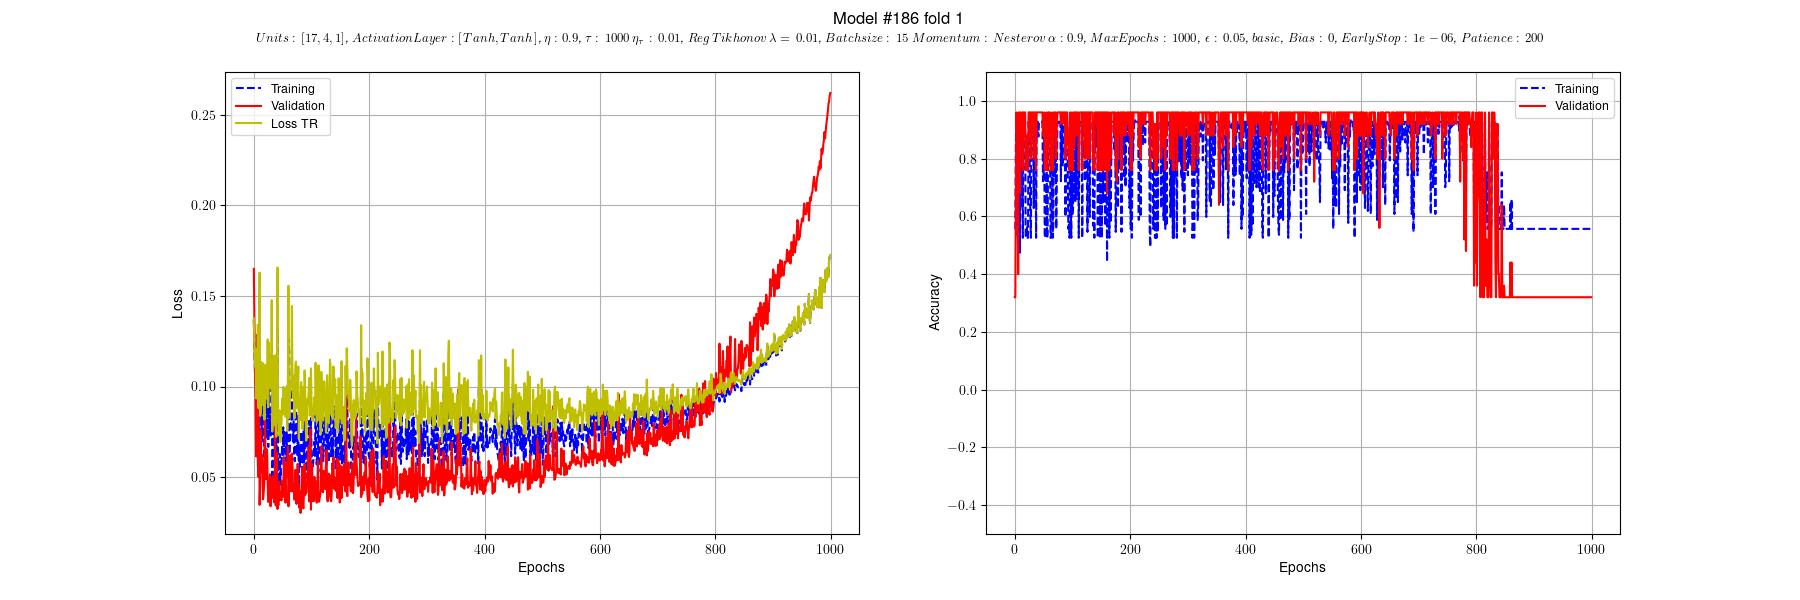 Model #186 fold 1
Units : [17, 4, 1], ActivationLayer : [Tanh, Tanh], η : 0.9, τ : 1000 η_τ : 0.01, Reg Tikhonov λ = 0.01, Batchsize : 15 Momentum : Nesterov α : 0.9, MaxEpochs : 1000, ϵ : 0.05, basic, Bias : 0, EarlyStop : 1e − 06, Patience : 200
Training
Validation
Loss TR
0.25
0.20
0.15
0.10
0.05
Loss
0 200 400 600 800 1000
Epochs
Training
Validation
1.0
0.8
0.6
0.4
0.2
0.0
−0.2
−0.4
Accuracy
0 200 400 600 800 1000
Epochs